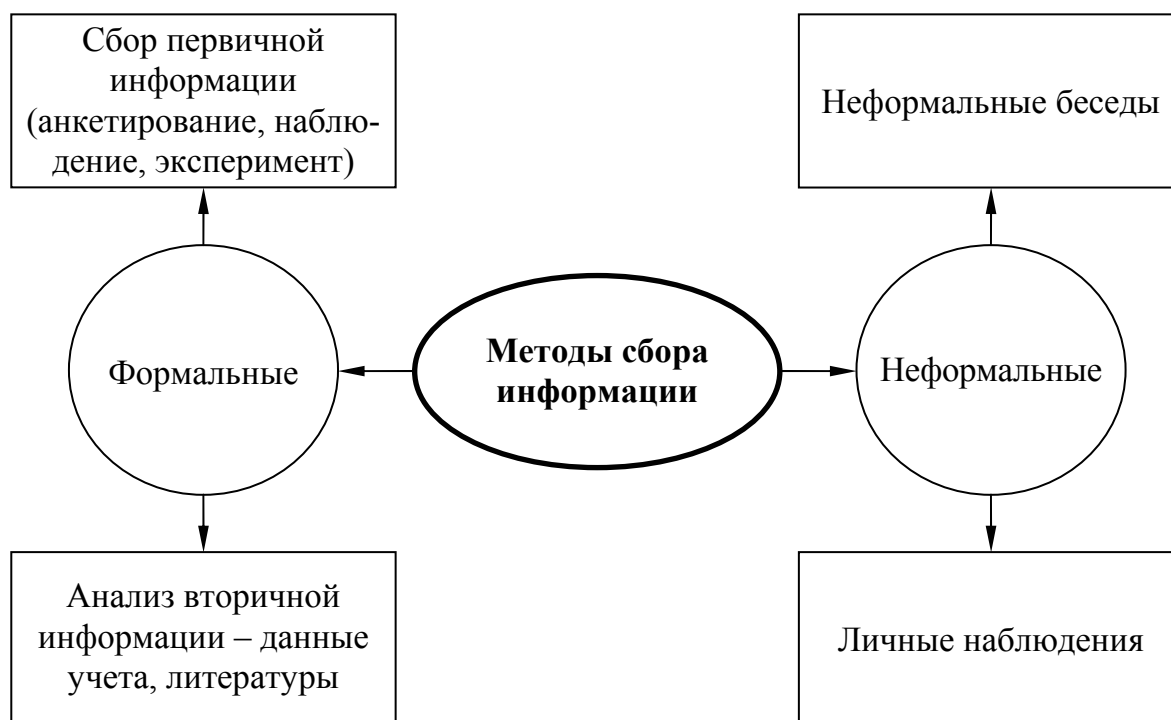 Сбор первичной
информации
(анкетирование, наблю-
дение, эксперимент)
Неформальные беседы
Формальные
Методы сбора
информации
Неформальные
Анализ вторичной
информации – данные
учета, литературы
Личные наблюдения